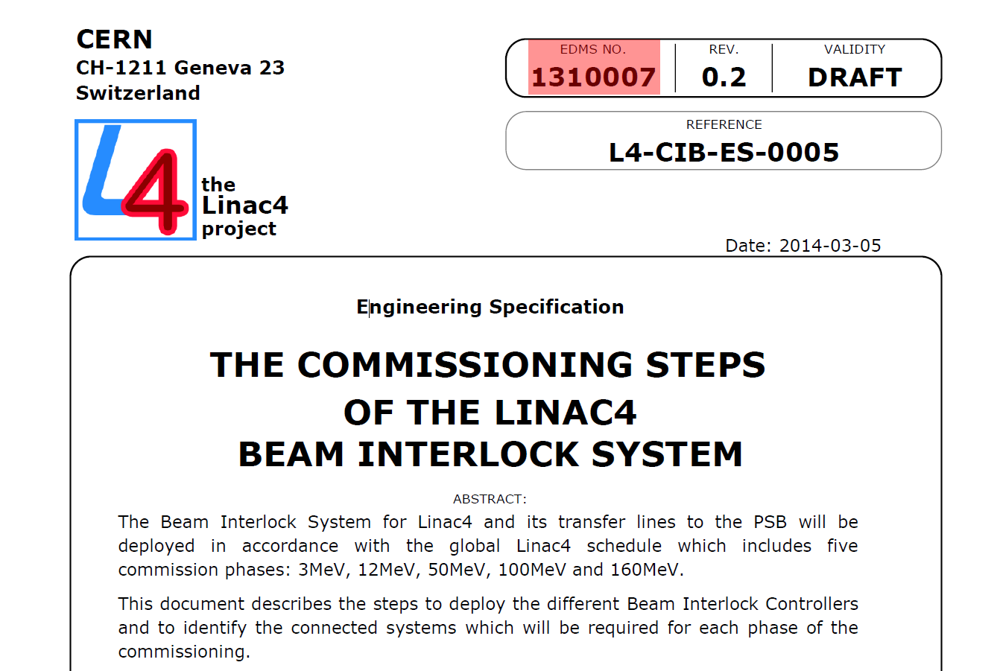 CERN
CH-1211 Geneva 23
Switzerland
L4
the
Linac4
project
EDMS NO.
1310007
REV.
0.2
VALIDITY
DRAFT
REFERENCE
L4-CIB-ES-0005
Date: 2014-03-05
Engineering Specification
THE COMMISSIONING STEPS
OF THE LINAC4
BEAM INTERLOCK SYSTEM
ABSTRACT:
The Beam Interlock System for Linac4 and its transfer lines to the PSB will be
deployed in accordance with the global Linac4 schedule which includes five
commission phases: 3MeV, 12MeV, 50MeV, 100MeV and 160MeV.
This document describes the steps to deploy the different Beam Interlock Controllers
and to identify the connected systems which will be required for each phase of the
commissioning.